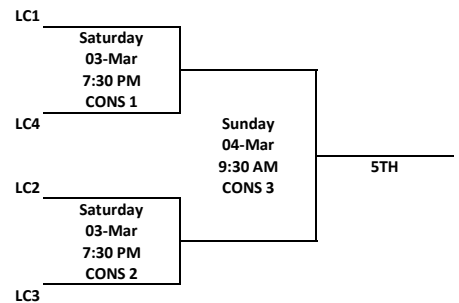 LC1
Saturday
03-Mar
7:30 PM
CONS 1
LC4
Sunday
04-Mar
9:30 AM
CONS 3
5TH
LC2
Saturday
03-Mar
7:30 PM
CONS 2
LC3